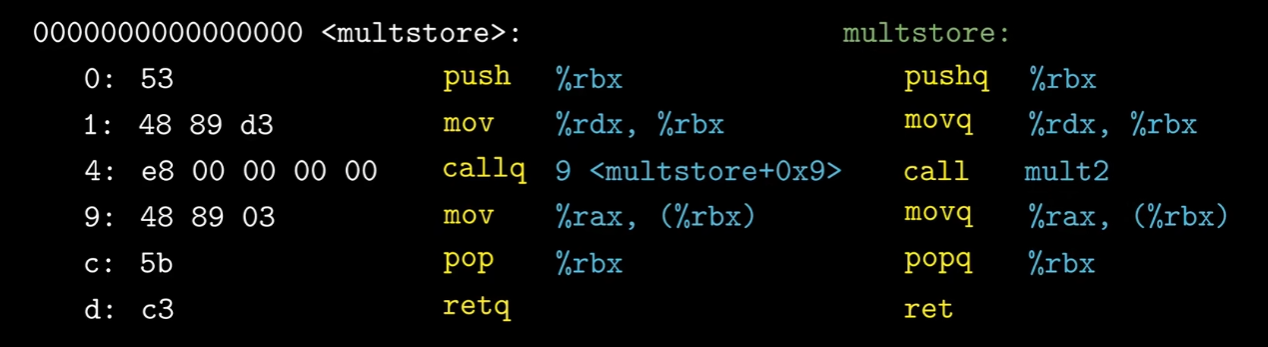 0000000000000000 <multstore>: multstore:
0: 53 push %rbx pushq %rbx
1: 48 89 d3 mov %rdx, %rbx movq %rdx, %rbx
4: e8 00 00 00 00 callq 9 <multstore+0x9> call mult2
9: 48 89 03 mov %rax, (%rbx) movq %rax, (%rbx)
c: 5b pop %rbx popq %rbx
d: c3 retq ret